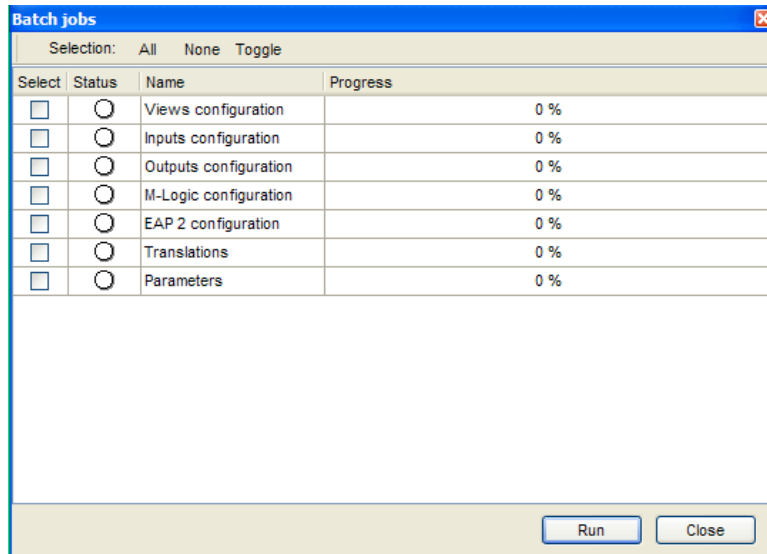 Batch jobs
Selection: All None Toggle
Select Status Name Progress
Views configuration 0 %
Inputs configuration 0 %
Outputs configuration 0 %
M-Logic configuration 0 %
EAP 2 configuration 0 %
Translations 0 %
Parameters 0 %
Run Close